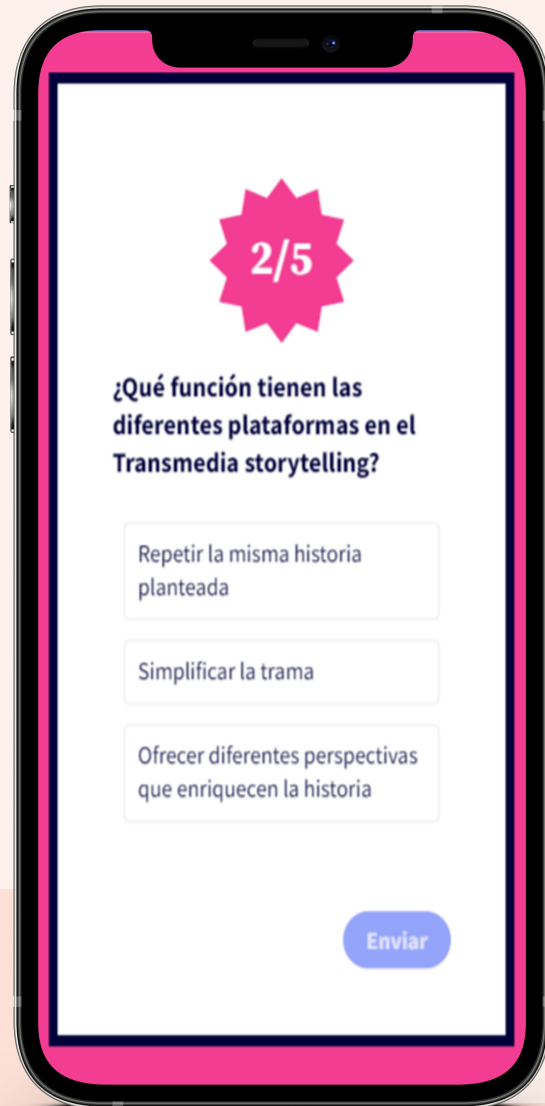 2/5
¿Qué función tienen las
diferentes plataformas en el
Transmedia storytelling?
Repetir la misma historia
planteada
Simplificar la trama
Ofrecer diferentes perspectivas
que enriquecen la historia
Enviar